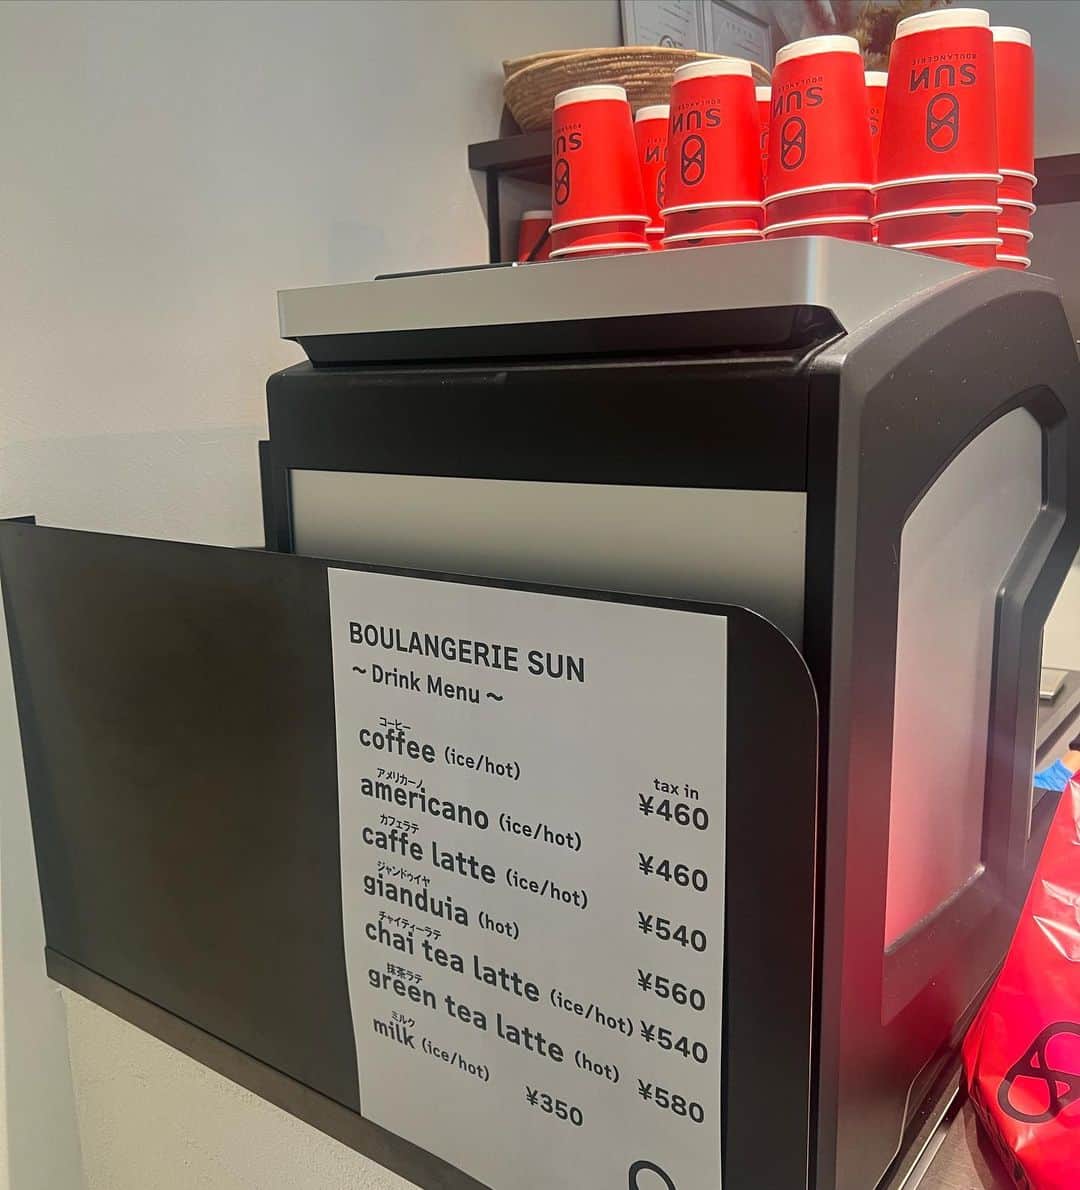 SUN
BOULANGERIE
SUN
BOULANGERIE
SUN
SUN
BOULANGERIE SUN
~ Drink Menu ~
tax in
コーヒー
coffee (ice/hot) ¥460
アメリカーノ
americano (ice/hot) ¥460
カフェラテ
caffe latte (ice/hot) ¥540
ジャンドゥイヤ
gianduia (hot) ¥560
チャイティーラテ
chai tea latte (ice/hot) ¥540
抹茶ラテ
green tea latte (hot) ¥580
ミルク
milk (ice/hot) ¥350